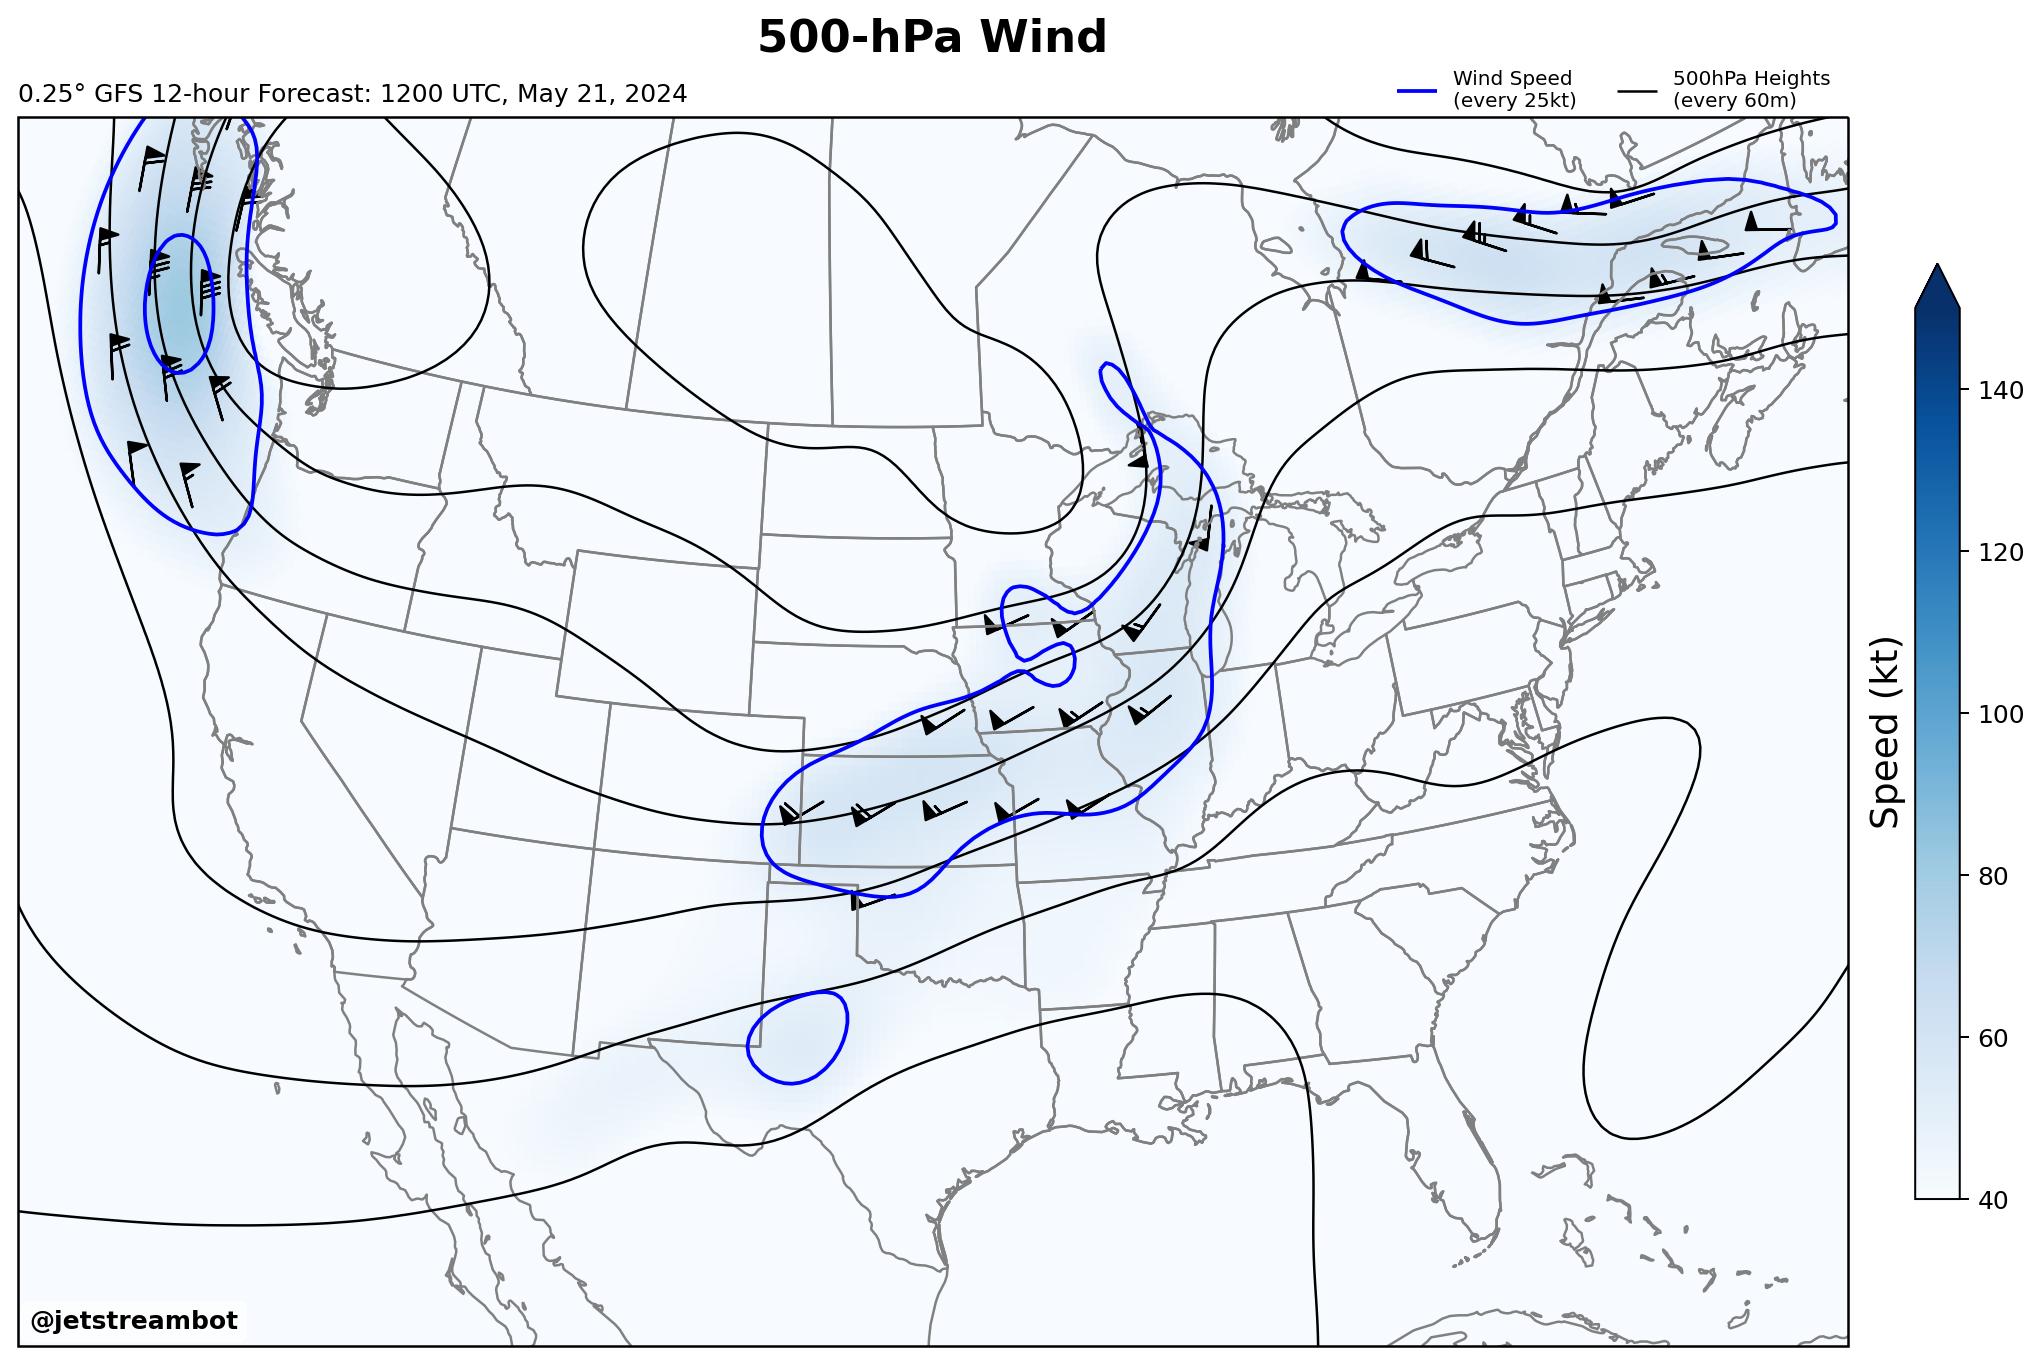 500-hPa Wind
0.25° GFS 12-hour Forecast: 1200 UTC, May 21, 2024
Wind Speed
(every 25kt)
500hPa Heights
(every 60m)
140
120
100
80
60
40
Speed (kt)
@jetstreambot